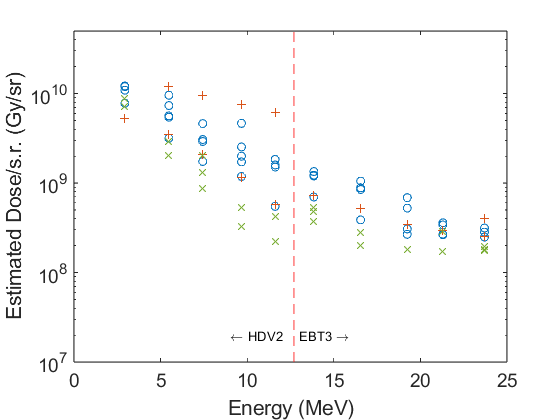 Estimated Dose/s.r. (Gy/sr)
10^10
10^9
10^8
10^7
← HDV2 EBT3 →
0 5 10 15 20 25
Energy (MeV)